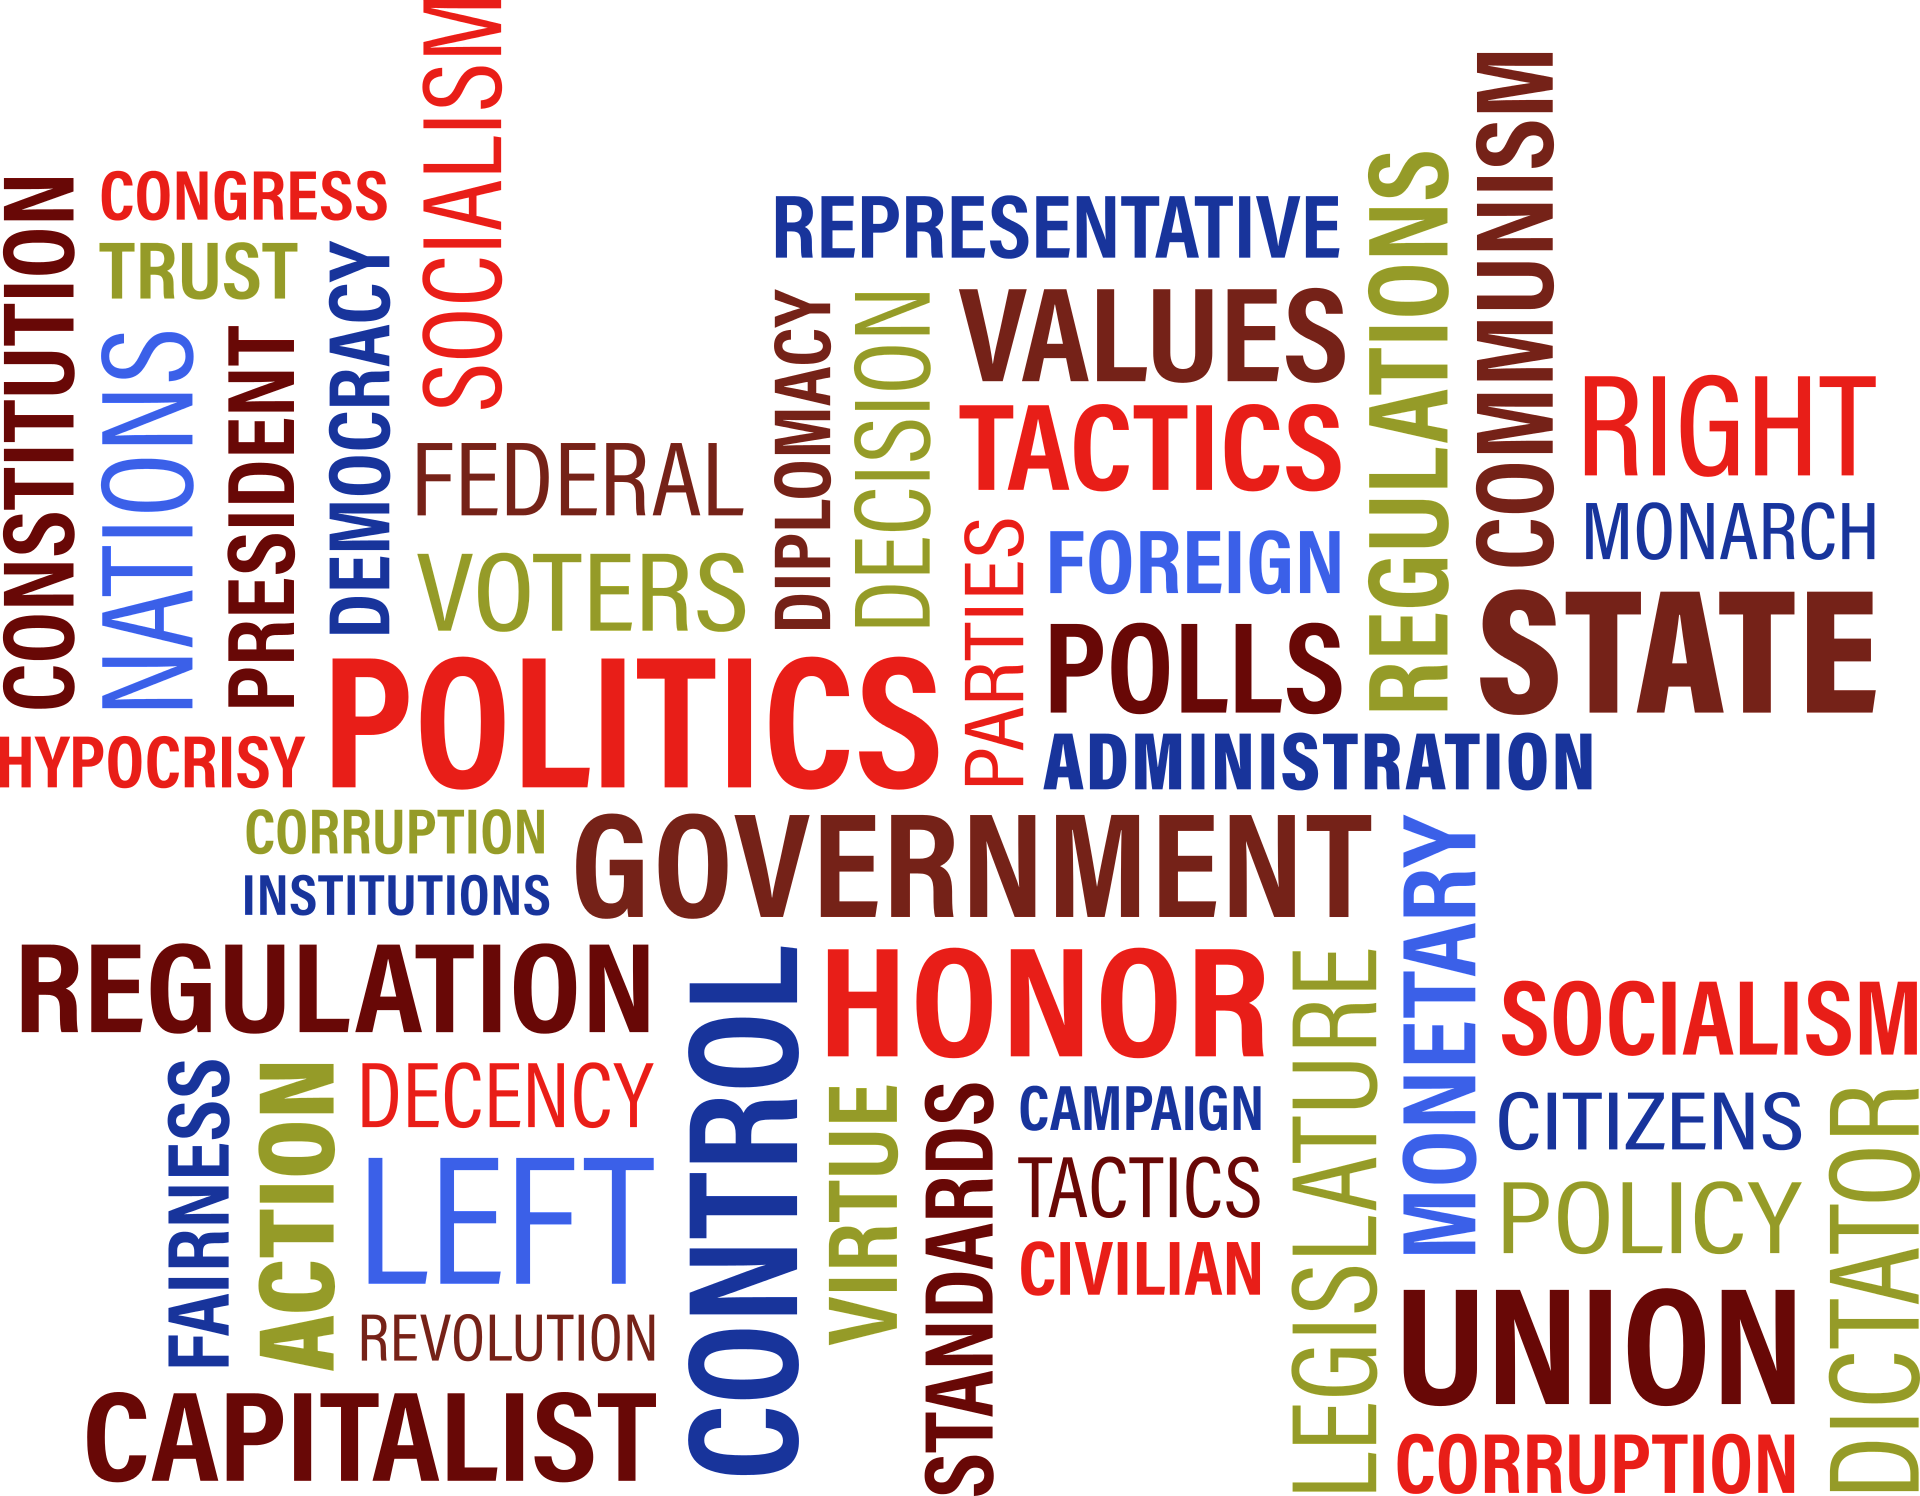 SOCIALISM
CONSTITUTION
CONGRESS
TRUST
NATIONS
PRESIDENT
DEMOCRACY
FEDERAL
VOTERS
REPRESENTATIVE
DIPLOMACY
DECISION
VALUES
TACTICS
PARTIES
FOREIGN
POLLS
REGULATIONS
COMMUNISM
RIGHT
MONARCH
STATE
HYPOCRISY
POLITICS
ADMINISTRATION
CORRUPTION
INSTITUTIONS
GOVERNMENT
MONETARY
REGULATION
CONTROL
HONOR
LEGISLATURE
SOCIALISM
FAIRNESS
ACTION
DECENCY
LEFT
REVOLUTION
CAPITALIST
VIRTUE
STANDARDS
CAMPAIGN
TACTICS
CIVILIAN
CITIZENS
POLICY
DICTATOR
UNION
CORRUPTION